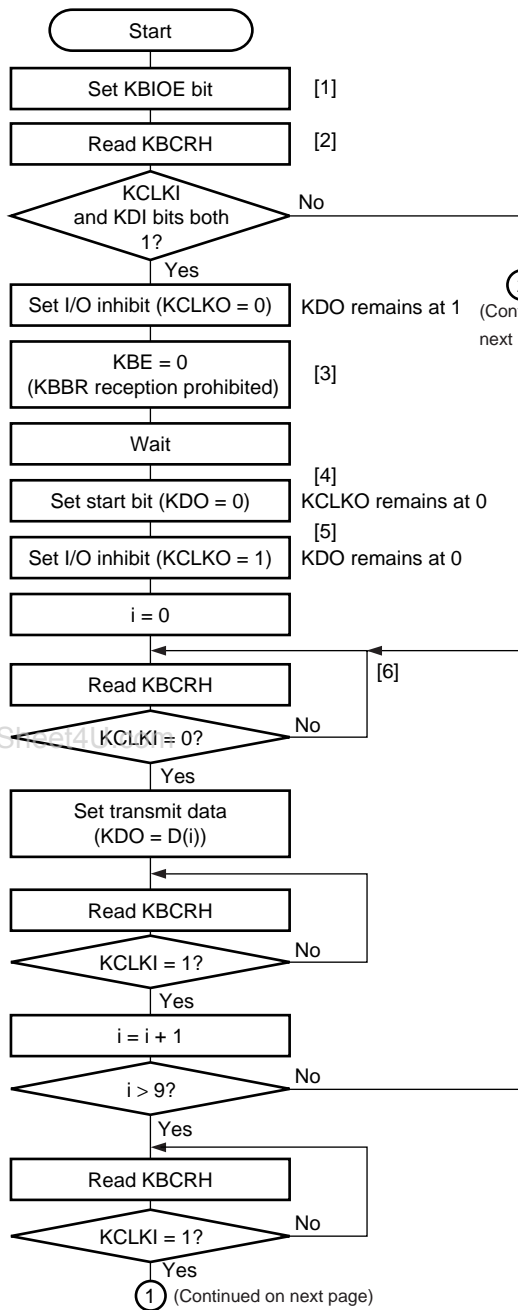 Start
Set KBIOE bit
[1]
Read KBCRH
[2]
KCLKI
and KDI bits both
1?
No
Yes
Set I/O inhibit (KCLKO = 0)
KDO remains at 1
(Con
next
KBE = 0
(KBBR reception prohibited)
[3]
Wait
[4]
Set start bit (KDO = 0)
KCLKO remains at 0
[5]
Set I/O inhibit (KCLKO = 1)
KDO remains at 0
i = 0
[6]
Read KBCRH
KCLKI = 0?
No
Sheet4U.com
Yes
Set transmit data
(KDO = D(i))
Read KBCRH
KCLKI = 1?
No
Yes
i = i + 1
i > 9?
No
Yes
Read KBCRH
KCLKI = 1?
No
Yes
1 (Continued on next page)